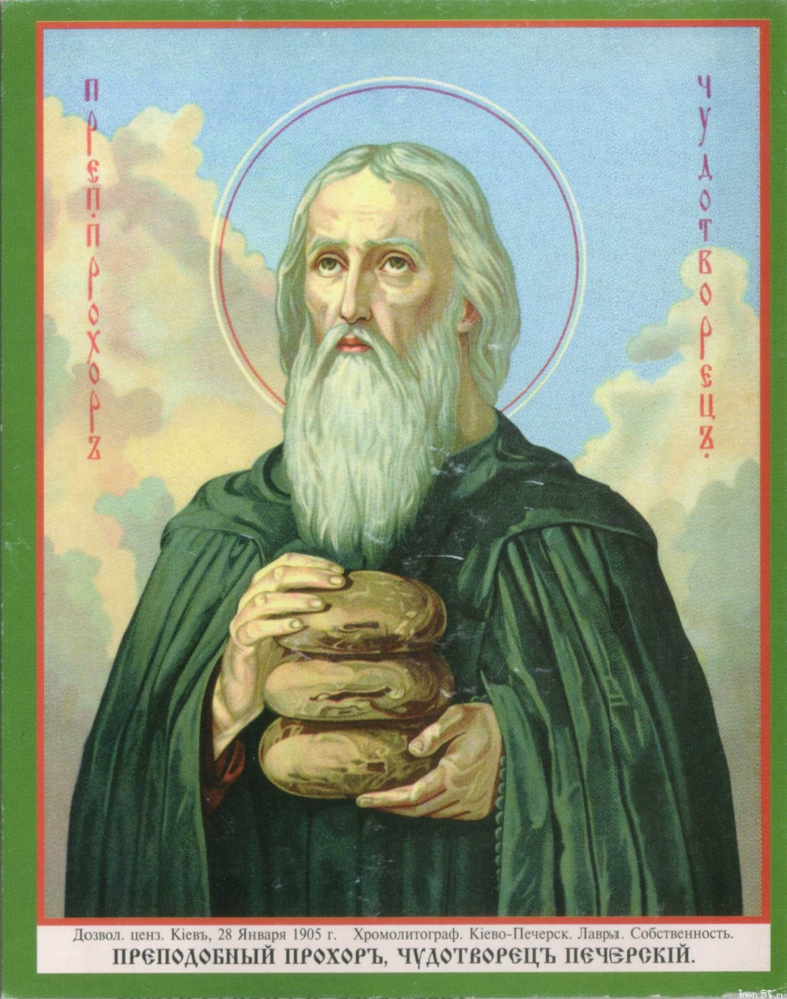 ПРЕП. ПРОХОРЪ
ЧУДОТВОРЕЦЪ.
Дозвол. ценз. Кіевъ, 28 Января 1905 г. Хромолитограф. Кіево-Печерск. Лавры. Собственность.
ПРЕПОДОБНЫЙ ПРОХОРЪ, ЧУДОТВОРЕЦЪ ПЕЧЕРСКІЙ.